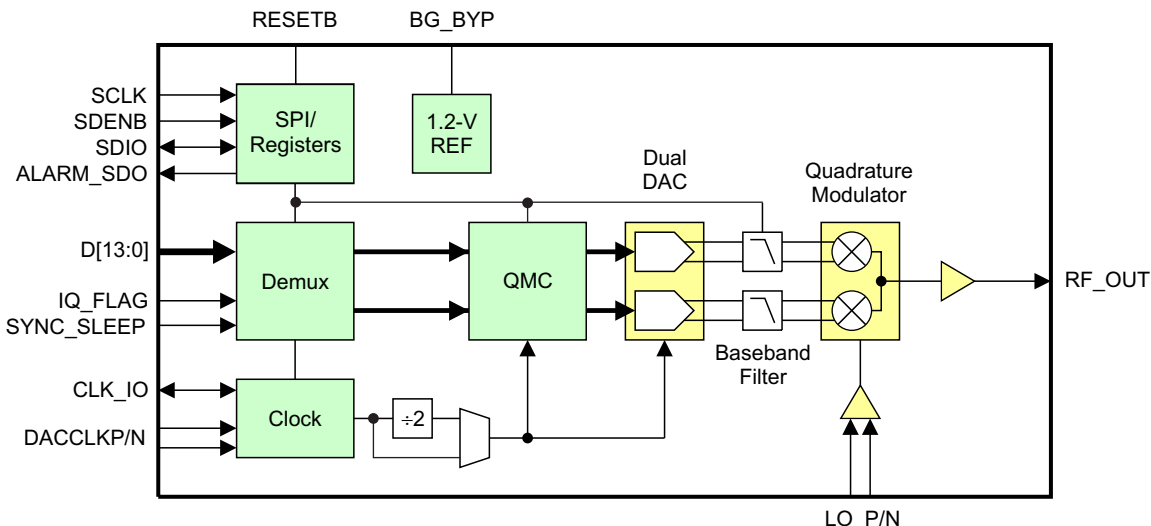 RESETB
BG_BYP
SCLK
SDENB
SDIO
ALARM_SDO
SPI/
Registers
1.2-V
REF
Dual
DAC
Quadrature
Modulator
D[13:0]
IQ_FLAG
SYNC_SLEEP
Demux
QMC
RF_OUT
Baseband
Filter
CLK_IO
DACCLKP/N
Clock
÷2
LO_P/N